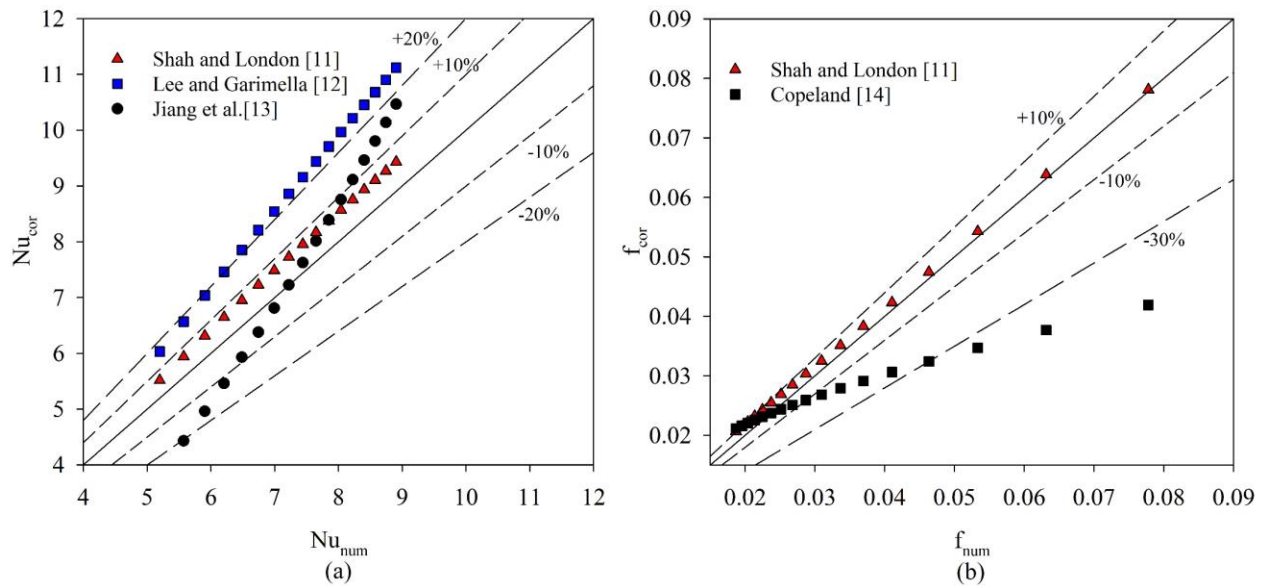 12
11
10
9
8
7
6
5
4
Nu_cor
Shah and London [11]
Lee and Garimella [12]
Jiang et al.[13]
+20%
+10%
-10%
-20%
4 5 6 7 8 9 10 11 12
Nu_num
(a)
0.09
0.08
0.07
0.06
0.05
0.04
0.03
0.02
f_cor
Shah and London [11]
Copeland [14]
+10%
-10%
-30%
0.02 0.03 0.04 0.05 0.06 0.07 0.08 0.09
f_num
(b)